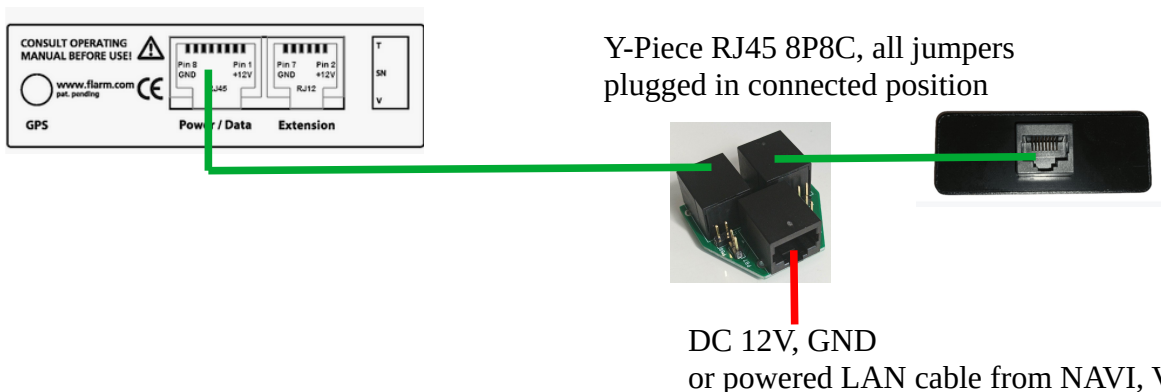 CONSULT OPERATING
MANUAL BEFORE USE!
www.flarm.com
pat. pending
CE
GPS
Pin 8
GND
Pin 1
+12V
RJ45
Power / Data
Pin 7
GND
Pin 2
+12V
RJ12
Extension
T
SN
V
Y-Piece RJ45 8P8C, all jumpers
plugged in connected position
DC 12V, GND
or powered LAN cable from NAVI, V